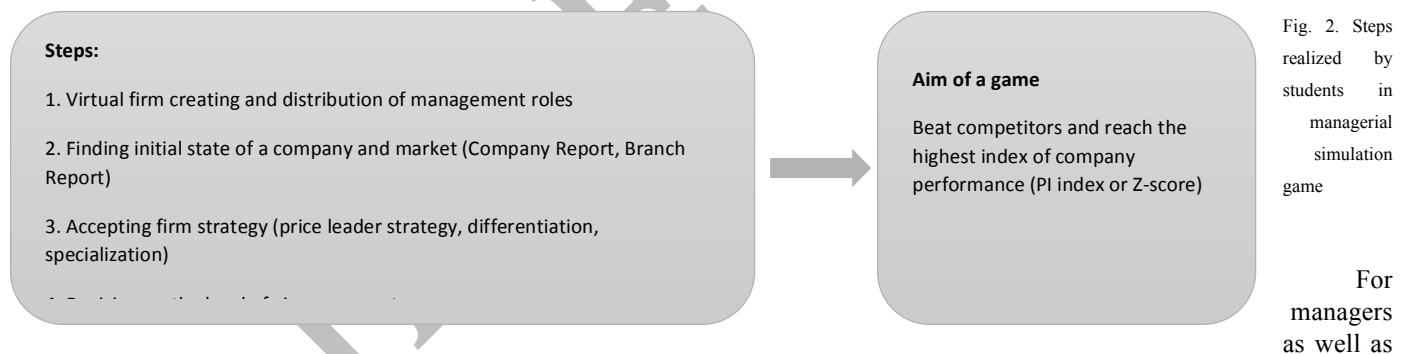 Steps:
1. Virtual firm creating and distribution of management roles
2. Finding initial state of a company and market (Company Report, Branch
Report)
3. Accepting firm strategy (price leader strategy, differentiation,
specialization)
Aim of a game
Beat competitors and reach the
highest index of company
performance (PI index or Z-score)
Fig. 2. Steps
realized by
students in
managerial
simulation
game
For
managers
as well as